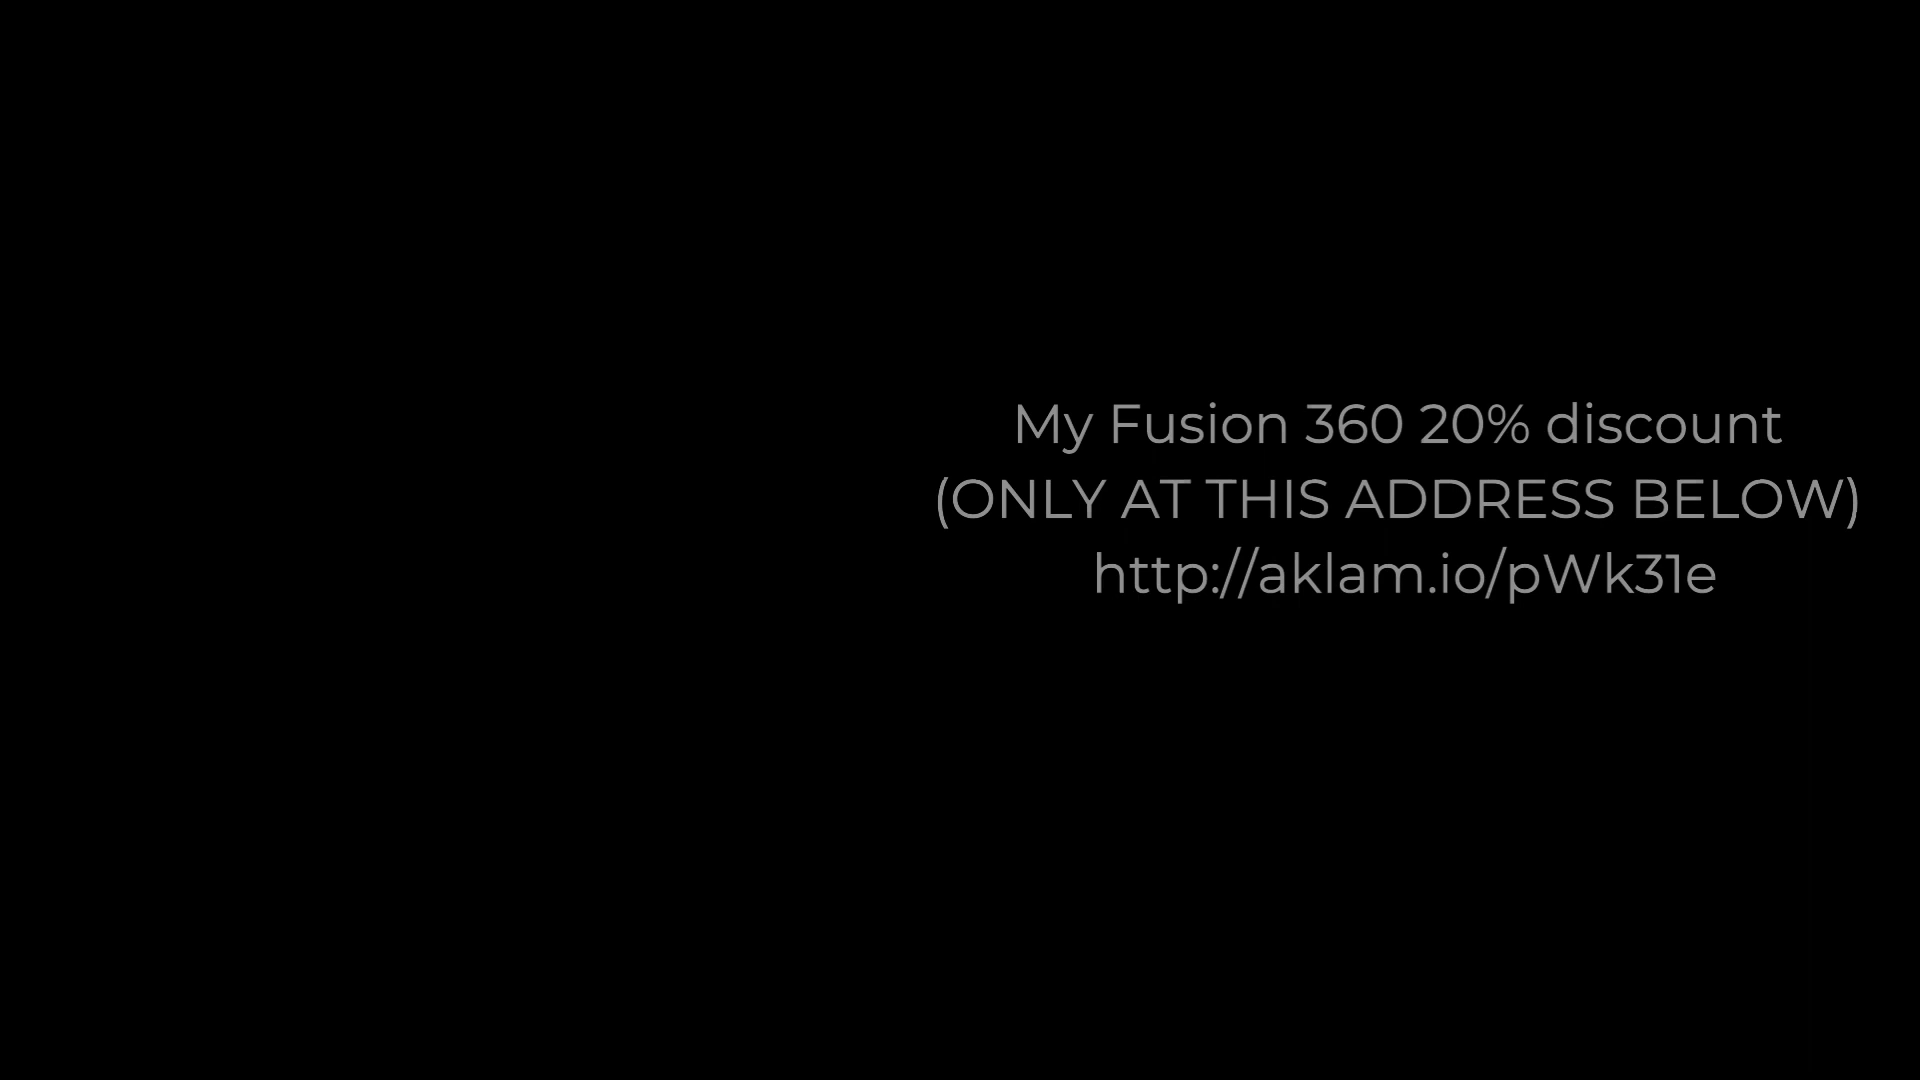 My Fusion 360 20% discount
(ONLY AT THIS ADDRESS BELOW)
http://aklam.io/pWk31e